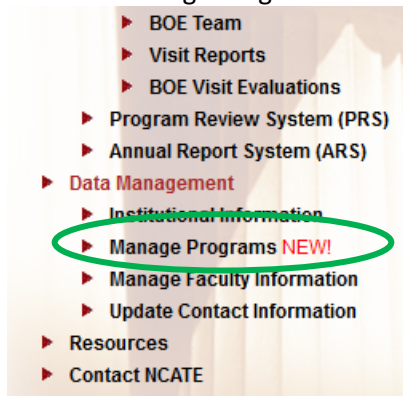 BOE Team
Visit Reports
BOE Visit Evaluations
Program Review System (PRS)
Annual Report System (ARS)
Data Management
Institutional Information
Manage Programs NEW!
Manage Faculty Information
Update Contact Information
Resources
Contact NCATE